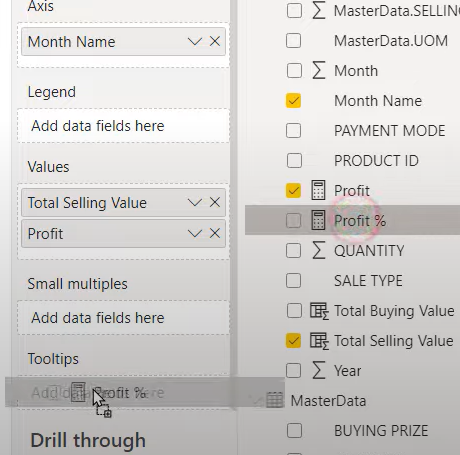 Axis
Month Name
Legend
Add data fields here
Values
Total Selling Value
Profit
Small multiples
Add data fields here
Tooltips
Add data fields here
Profit %
Drill through
MasterData.SELLING
MasterData.UOM
Month
Month Name
PAYMENT MODE
PRODUCT ID
Profit
Profit %
QUANTITY
SALE TYPE
Total Buying Value
Total Selling Value
Year
MasterData
BUYING PRIZE